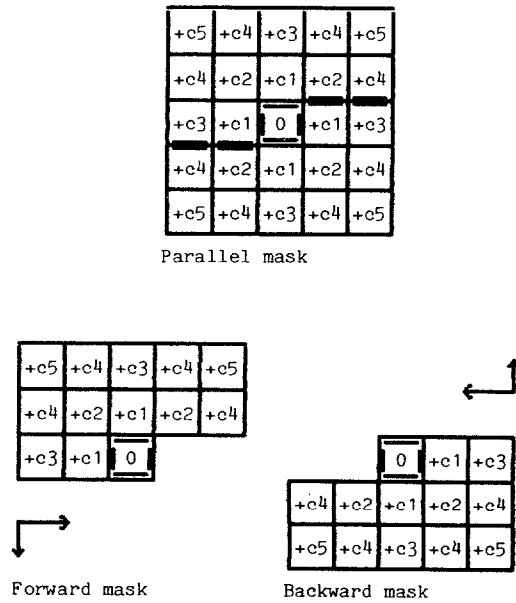 +c5 +c4 +c3 +c4 +c5
+c4 +c2 +c1 +c2 +c4
+c3 +c1 0 +c1 +c3
+c4 +c2 +c1 +c2 +c4
+c5 +c4 +c3 +c4 +c5
Parallel mask
+c5 +c4 +c3 +c4 +c5
+c4 +c2 +c1 +c2 +c4
+c3 +c1 0
Forward mask
0 +c1 +c3
+c4 +c2 +c1 +c2 +c4
+c5 +c4 +c3 +c4 +c5
Backward mask